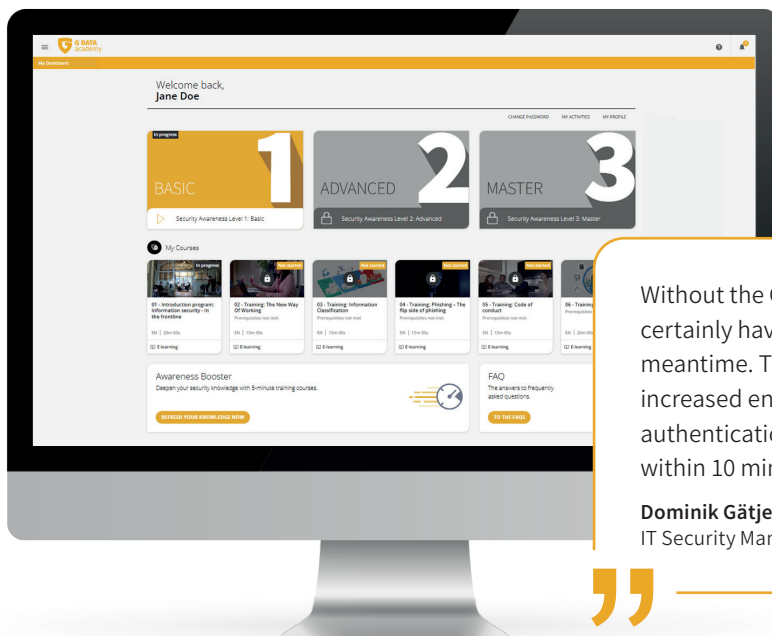 G DATA
academy
My Dashboard
Welcome back,
Jane Doe
CHANGE PASSWORD MY ACTIVITIES MY PROFILE
In progress
BASIC 1
Security Awareness Level 1: Basic
ADVANCED 2
Security Awareness Level 2: Advanced
MASTER 3
Security Awareness Level 3: Master
My Courses
In progress
01 - Introduction program:
Information security - In
the frontline
EN | 20m 00s
E-learning
Not started
02 - Training: The New Way
Of Working
Prerequisites not met
EN | 15m 00s
E-learning
Not started
03 - Training: Information
Classification
Prerequisites not met
EN | 15m 00s
E-learning
Not started
04 - Training: Phishing – The
flip side of phishing
Prerequisites not met
EN | 15m 00s
E-learning
Not started
05 - Training: Code of
conduct
Prerequisites not met
EN | 15m 00s
E-learning
06 - Training
Prerequisites
EN | 20m 00s
E-learning
Awareness Booster
Deepen your security knowledge with 5-minute training courses.
REFRESH YOUR KNOWLEDGE NOW
FAQ
The answers to frequently
asked questions.
TO THE FAQS
Without the
certainly hav
meantime. T
increased en
authenticatio
within 10 min
Dominik Gätje
IT Security Man
"